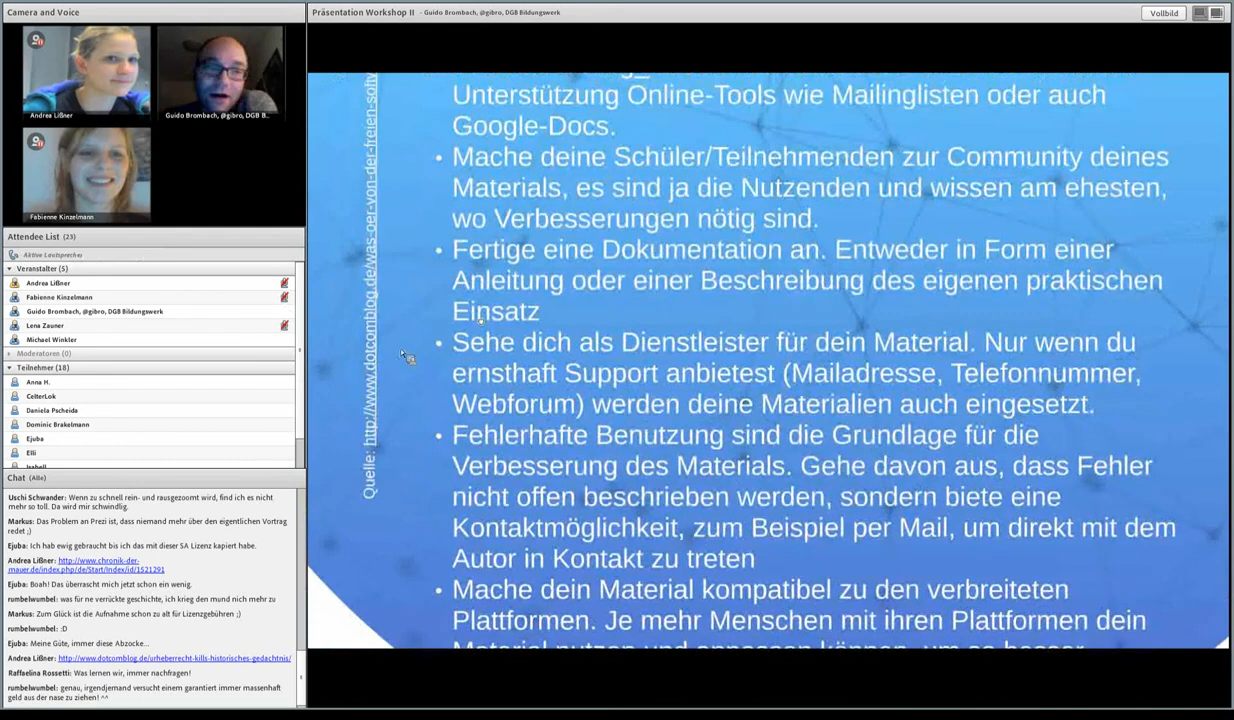 Camera and Voice
Andrea Lißner
Guido Brombach, @gibro, DGB B...
Fabienne Kinzelmann
Attendee List (23)
Aktive Lautsprecher
Veranstalter (5)
Andrea Lißner
Fabienne Kinzelmann
Guido Brombach, @gibro, DGB Bildungswerk
Lena Zauner
Michael Winkler
Moderatoren (0)
Teilnehmer (18)
Anna H.
CelterLok
Daniela Pscheida
Dominic Brakelmann
Ejuba
Elli
Chat (Alle)
Uschi Schwander: Wenn zu schnell rein- und rausgezoomt wird, find ich es nicht
mehr so toll. Da wird mir schwindlig.
Markus: Das Problem an Prezi ist, dass niemand mehr über den eigentlichen Vortrag
redet ;)
Ejuba: Ich hab ewig gebraucht bis ich das mit dieser SA Lizenz kapiert habe.
Andrea Lißner: http://www.chronik-der-
mauer.de/index.php/de/Start/Index/id/1521291
Ejuba: Boah! Das überrascht mich jetzt schon ein wenig.
rumbelwumbel: was für ne verrückte geschichte, ich krieg den mund nich mehr zu
Markus: Zum Glück ist die Aufnahme schon zu alt für Lizenzgebühren ;)
rumbelwumbel: :D
Ejuba: Meine Güte, immer diese Abzocke...
Andrea Lißner: http://www.dotcomblog.de/urheberrecht-kills-historisches-gedachtnis/
Raffaelina Rossetti: Was lernen wir, immer nachfragen!
rumbelwumbel: genau, irgendjemand versucht einem garantiert immer massenhaft
geld aus der nase zu ziehen! ^^
Präsentation Workshop II - Guido Brombach, @gibro, DGB Bildungswerk
Vollbild
Quelle: http://www.dotcomblog.de/was-oer-von-der-freien-softw
Unterstützung Online-Tools wie Mailinglisten oder auch
Google-Docs.
• Mache deine Schüler/Teilnehmenden zur Community deines
Materials, es sind ja die Nutzenden und wissen am ehesten,
wo Verbesserungen nötig sind.
• Fertige eine Dokumentation an. Entweder in Form einer
Anleitung oder einer Beschreibung des eigenen praktischen
Einsatz
• Sehe dich als Dienstleister für dein Material. Nur wenn du
ernsthaft Support anbietest (Mailadresse, Telefonnummer,
Webforum) werden deine Materialien auch eingesetzt.
• Fehlerhafte Benutzung sind die Grundlage für die
Verbesserung des Materials. Gehe davon aus, dass Fehler
nicht offen beschrieben werden, sondern biete eine
Kontaktmöglichkeit, zum Beispiel per Mail, um direkt mit dem
Autor in Kontakt zu treten
• Mache dein Material kompatibel zu den verbreiteten
Plattformen. Je mehr Menschen mit ihren Plattformen dein
Material nutzen und anpassen können, um so besser